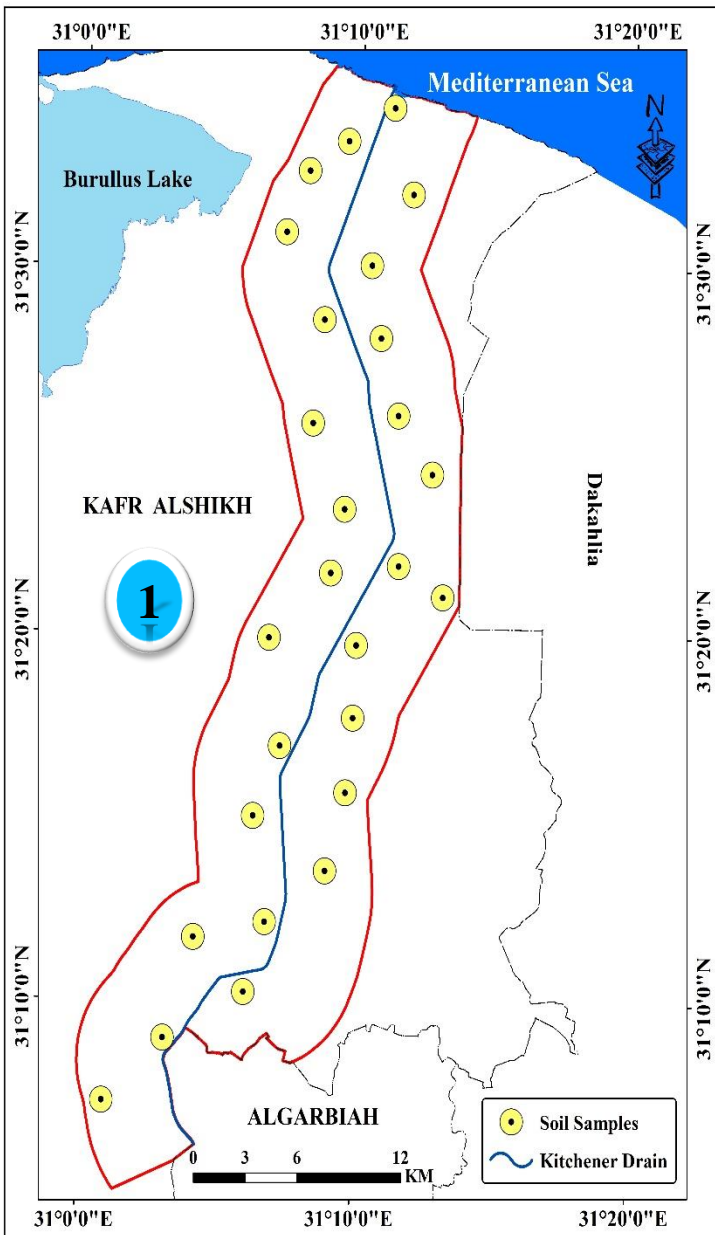 31°0'0"E 31°10'0"E 31°20'0"E
Mediterranean Sea
N
Burullus Lake
31°30'0"N 31°30'0"N
KAFR ALSHIKH
Dakahlia
1
31°20'0"N 31°20'0"N
31°10'0"N 31°10'0"N
ALGARBIAH
Soil Samples
Kitchener Drain
0 3 6 12
KM
31°0'0"E 31°10'0"E 31°20'0"E